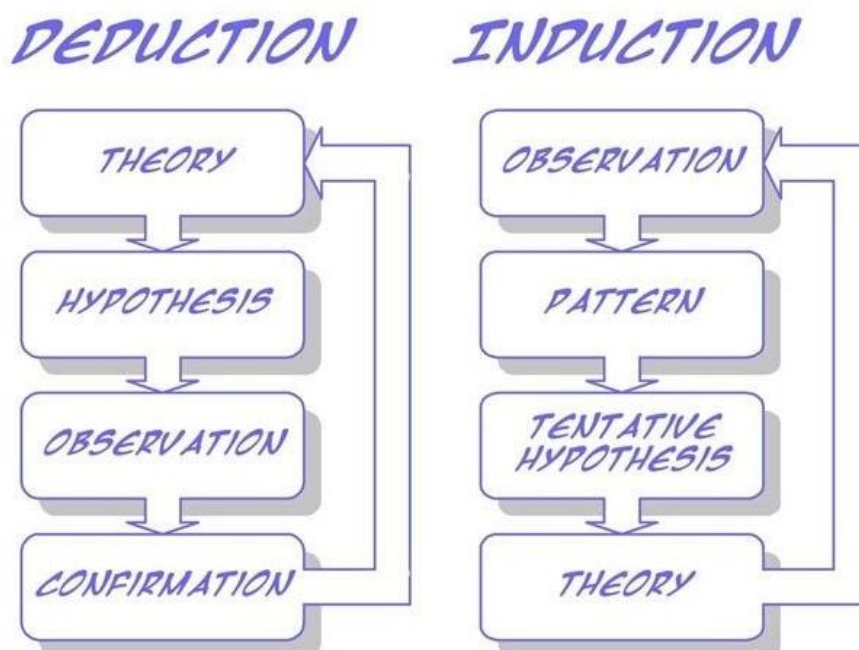 DEDUCTION
THEORY
HYPOTHESIS
OBSERVATION
CONFIRMATION
INDUCTION
OBSERVATION
PATTERN
TENTATIVE
HYPOTHESIS
THEORY